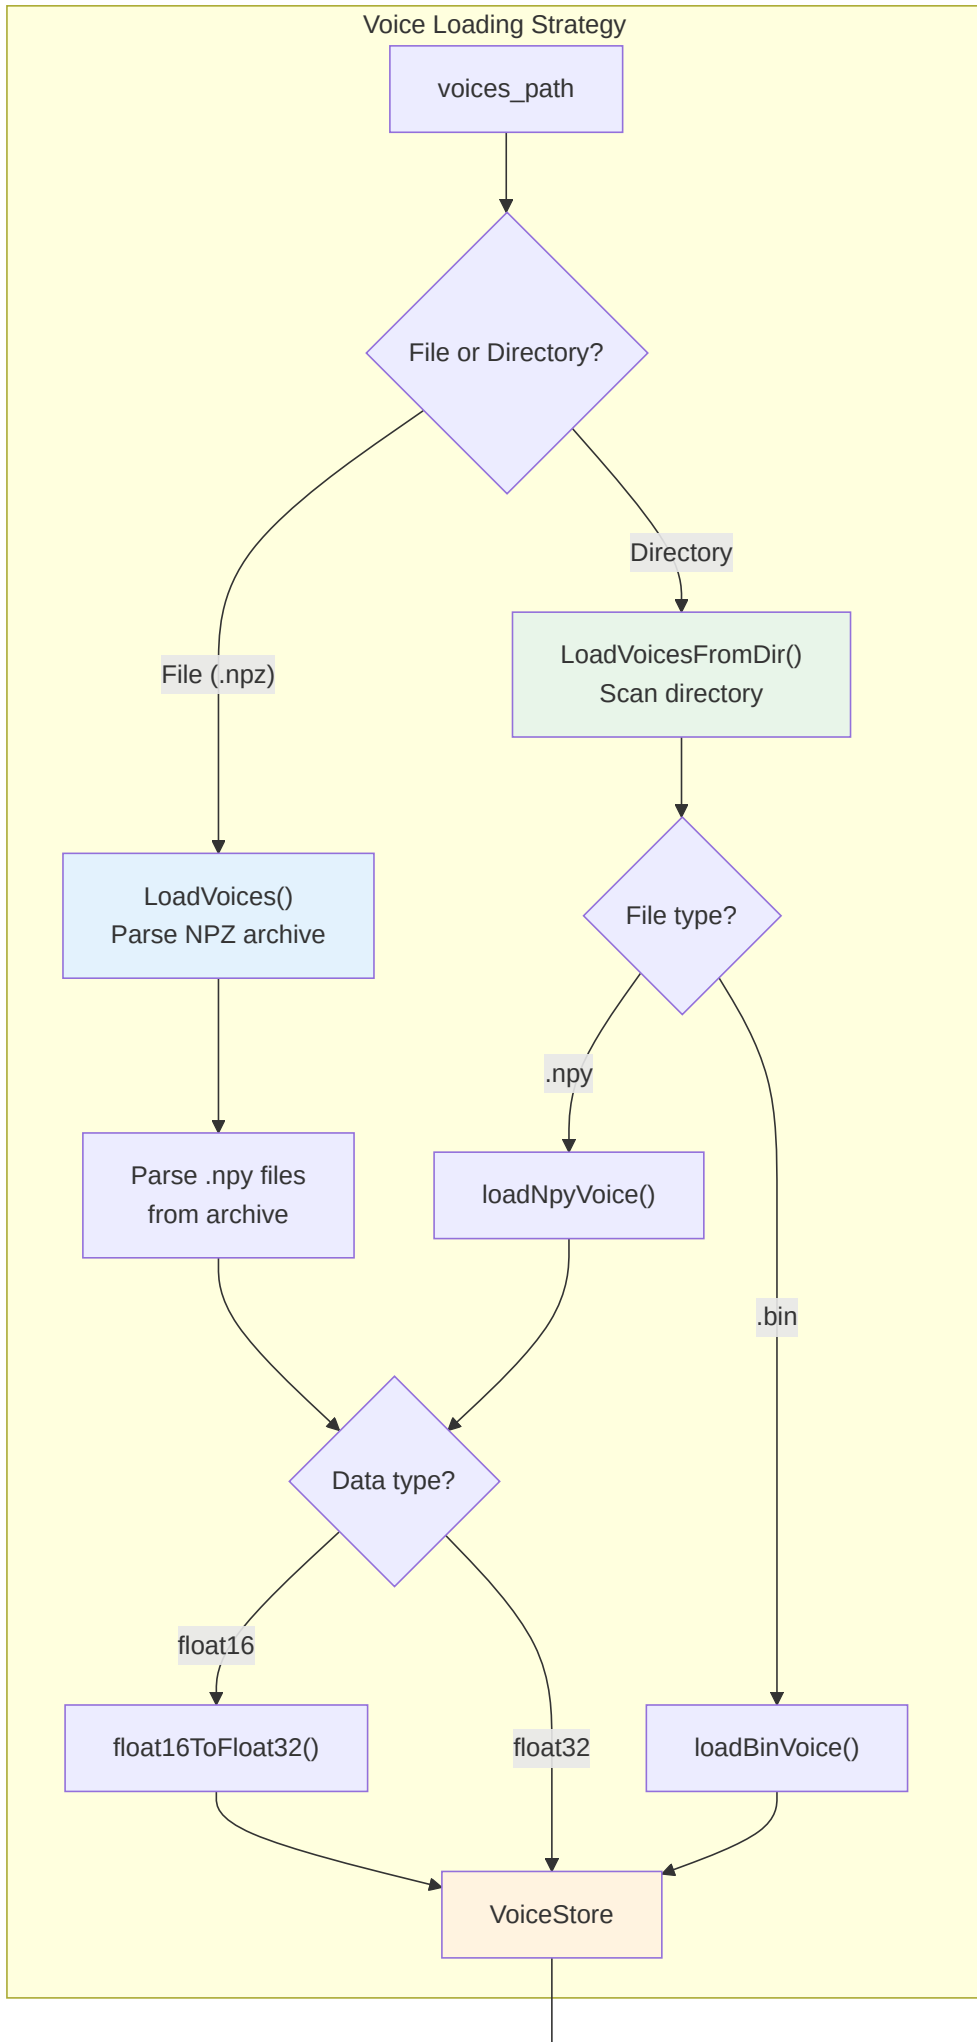 Voice Loading Strategy
voices_path
File or Directory?
Directory
File (.npz)
LoadVoicesFromDir()
Scan directory
LoadVoices()
Parse NPZ archive
File type?
.npy
Parse .npy files
from archive
loadNpyVoice()
.bin
Data type?
float16
float32
float16ToFloat32()
loadBinVoice()
VoiceStore